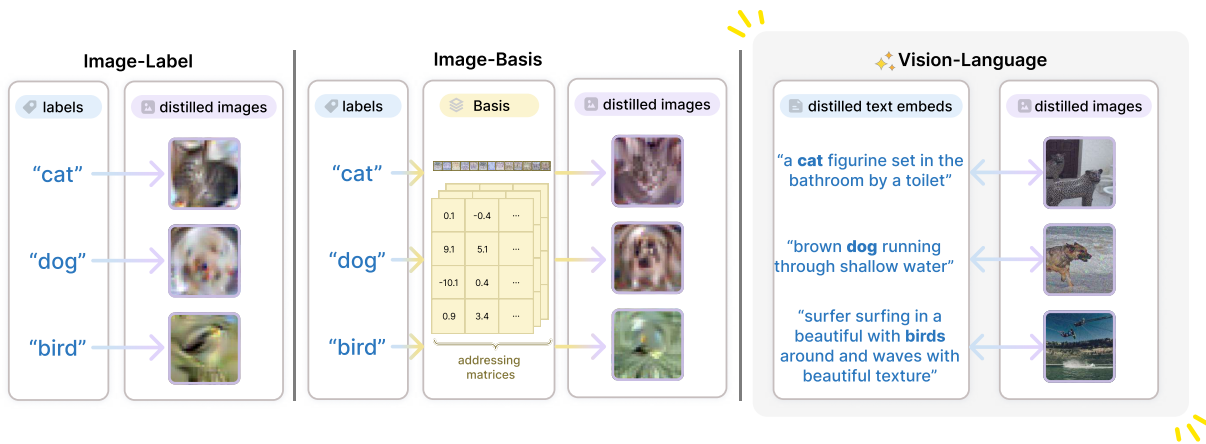 Image-Label
labels
distilled images
“cat”
“dog”
“bird”
Image-Basis
labels
Basis
distilled images
“cat”
“dog”
“bird”
0.1 -0.4 ...
9.1 5.1 ...
-10.1 0.4 ...
0.9 3.4 ...
addressing
matrices
Vision-Language
distilled text embeds
distilled images
“a cat figurine set in the
bathroom by a toilet”
“brown dog running
through shallow water”
“surfer surfing in a
beautiful with birds
around and waves with
beautiful texture”